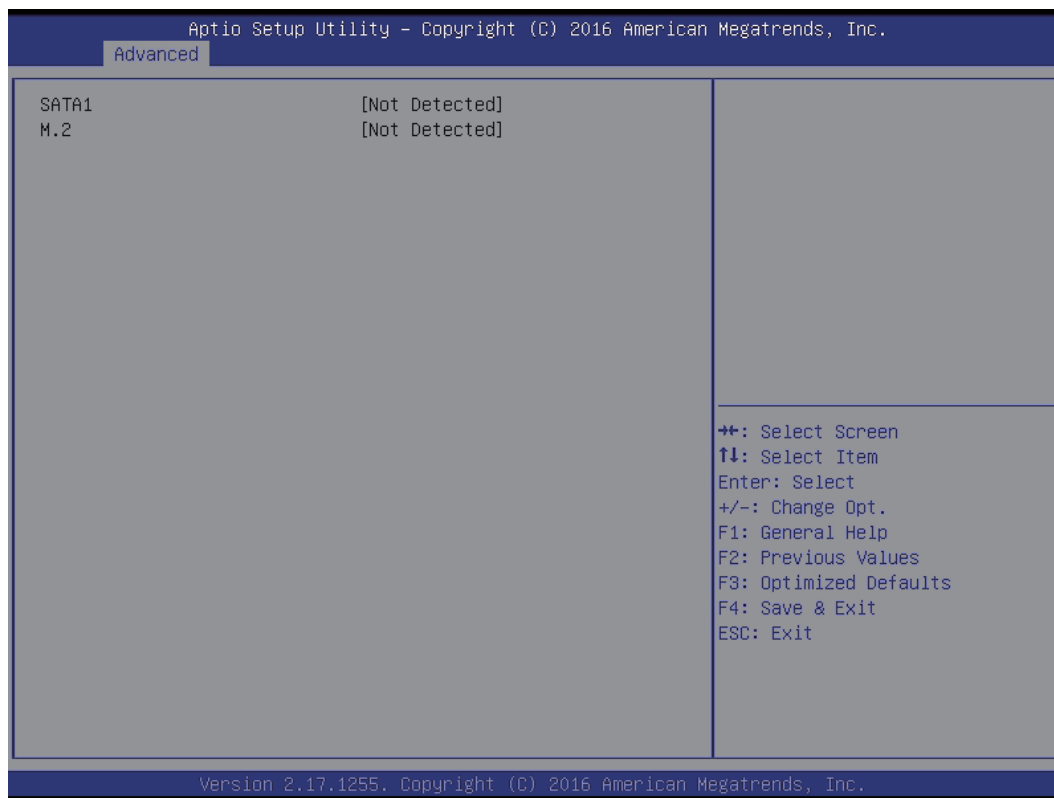 Aptio Setup Utility – Copyright (C) 2016 American Megatrends, Inc.
Advanced
SATA1 [Not Detected]
M.2 [Not Detected]
→←: Select Screen
↑↓: Select Item
Enter: Select
+/-: Change Opt.
F1: General Help
F2: Previous Values
F3: Optimized Defaults
F4: Save & Exit
ESC: Exit
Version 2.17.1255. Copyright (C) 2016 American Megatrends, Inc.